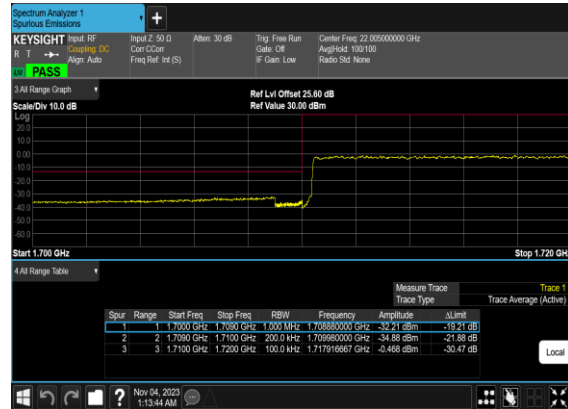 Spectrum Analyzer 1
Spurious Emissions
+
KEYSIGHT Input: RF Input Z: 50 Ω Atten: 30 dB Trig: Free Run Center Freq: 22.005000000 GHz
R T Coupling: DC Corr CCorr Gate: Off Avg|Hold: 100/100
Align: Auto Freq Ref: Int (S) IF Gain: Low Radio Std: None
LW PASS
3 All Range Graph
Ref Lvl Offset 25.60 dB
Scale/Div 10.0 dB Ref Value 30.00 dBm
Log
20.0
10.0
0.00
-10.0
-20.0
-30.0
-40.0
-50.0
-60.0
Start 1.700 GHz Stop 1.720 GHz
4 All Range Table
Measure Trace Trace 1
Trace Type Trace Average (Active)
Spur Range Start Freq Stop Freq RBW Frequency Amplitude ΔLimit
1 1 1.7000 GHz 1.7090 GHz 1.000 MHz 1.708880000 GHz -32.21 dBm -19.21 dB
2 2 1.7090 GHz 1.7100 GHz 200.0 kHz 1.709980000 GHz -34.88 dBm -21.88 dB
3 3 1.7100 GHz 1.7200 GHz 100.0 kHz 1.717916667 GHz -0.468 dBm -30.47 dB
Local
? Nov 04, 2023
1:13:44 AM